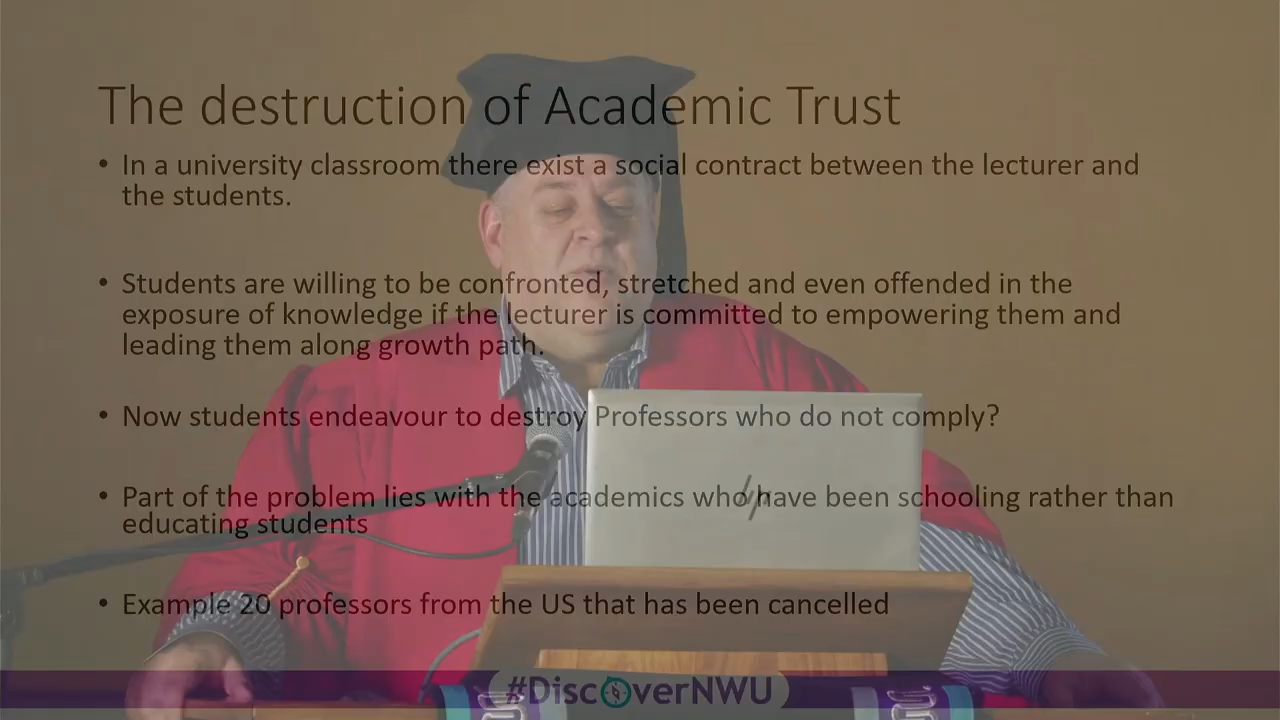 The destruction of Academic Trust
• In a university classroom there exist a social contract between the lecturer and
the students.
• Students are willing to be confronted, stretched and even offended in the
exposure of knowledge if the lecturer is committed to empowering them and
leading them along growth path.
• Now students endeavour to destroy Professors who do not comply?
• Part of the problem lies with the academics who have been schooling rather than
educating students
• Example 20 professors from the US that has been cancelled
hp
#DiscoverNWU